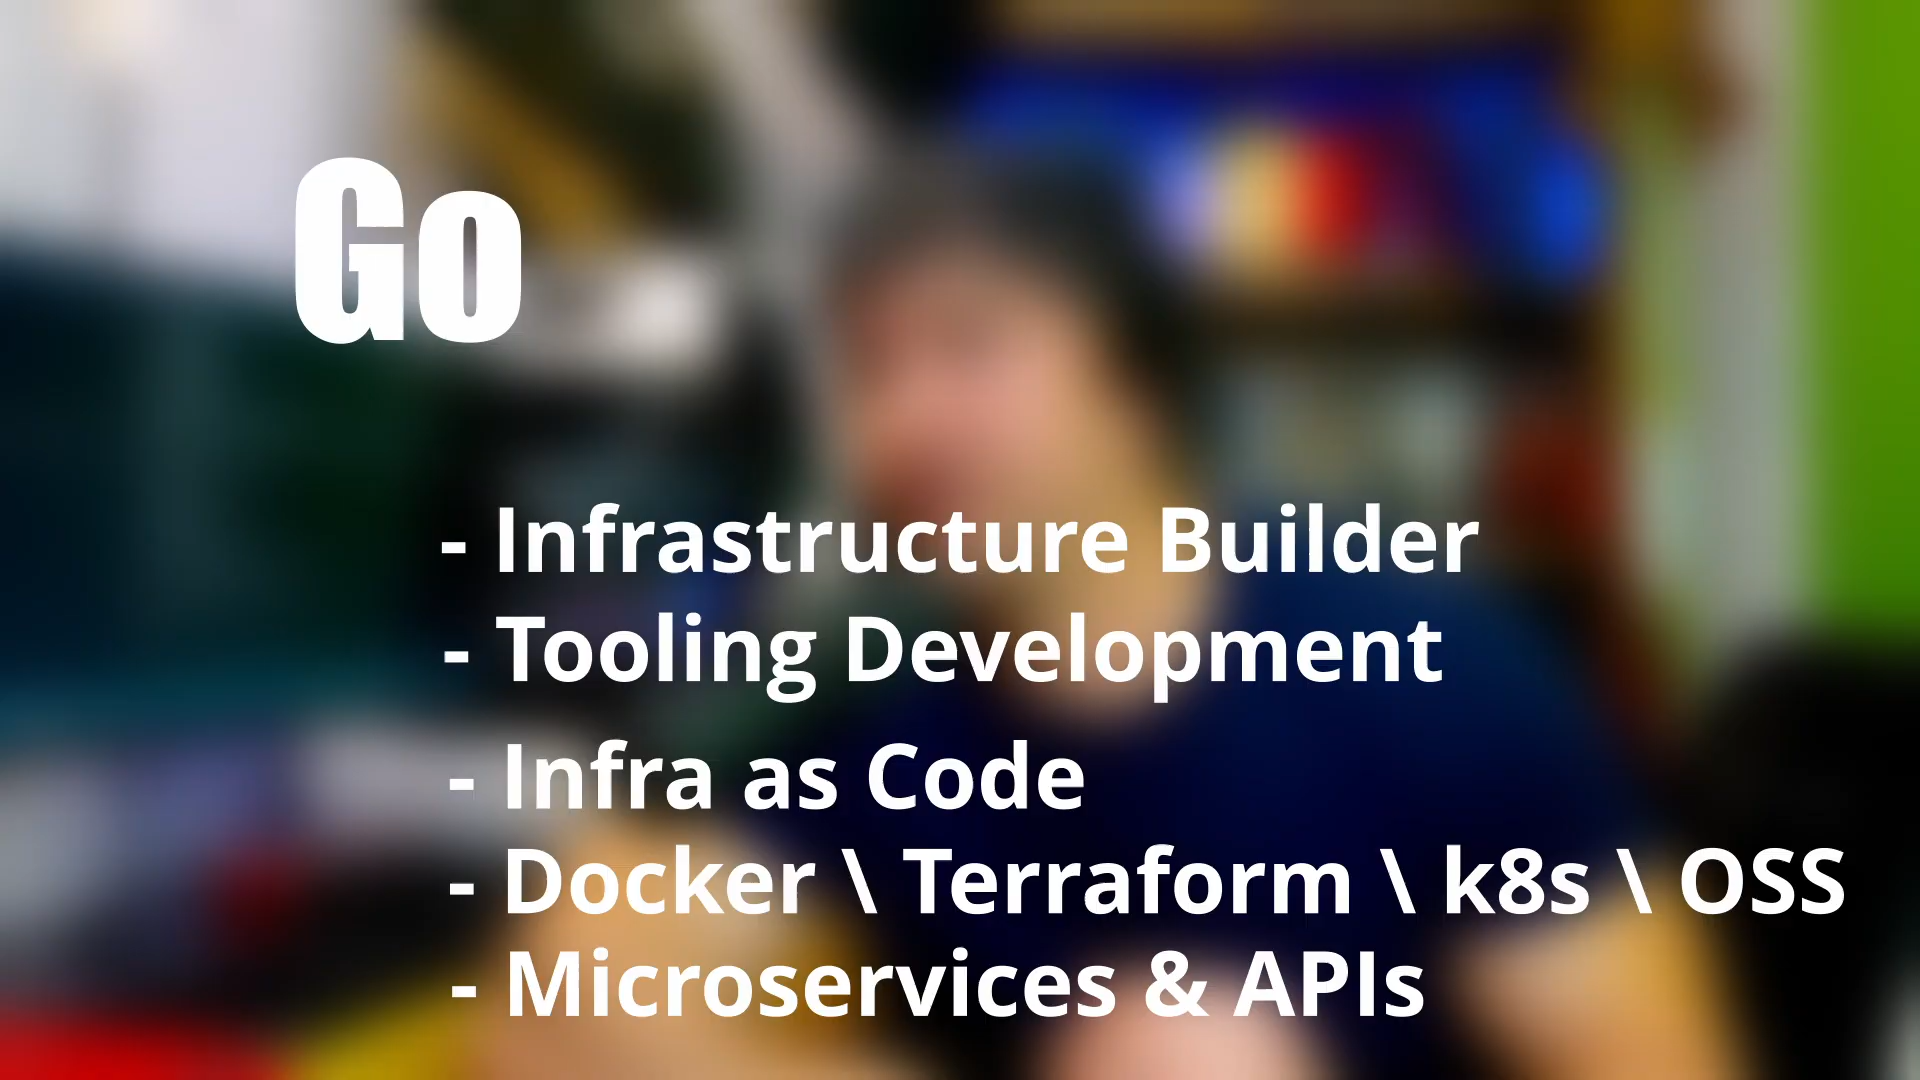 Go
- Infrastructure Builder
- Tooling Development
- Infra as Code
- Docker \ Terraform \ k8s \ OSS
- Microservices & APIs